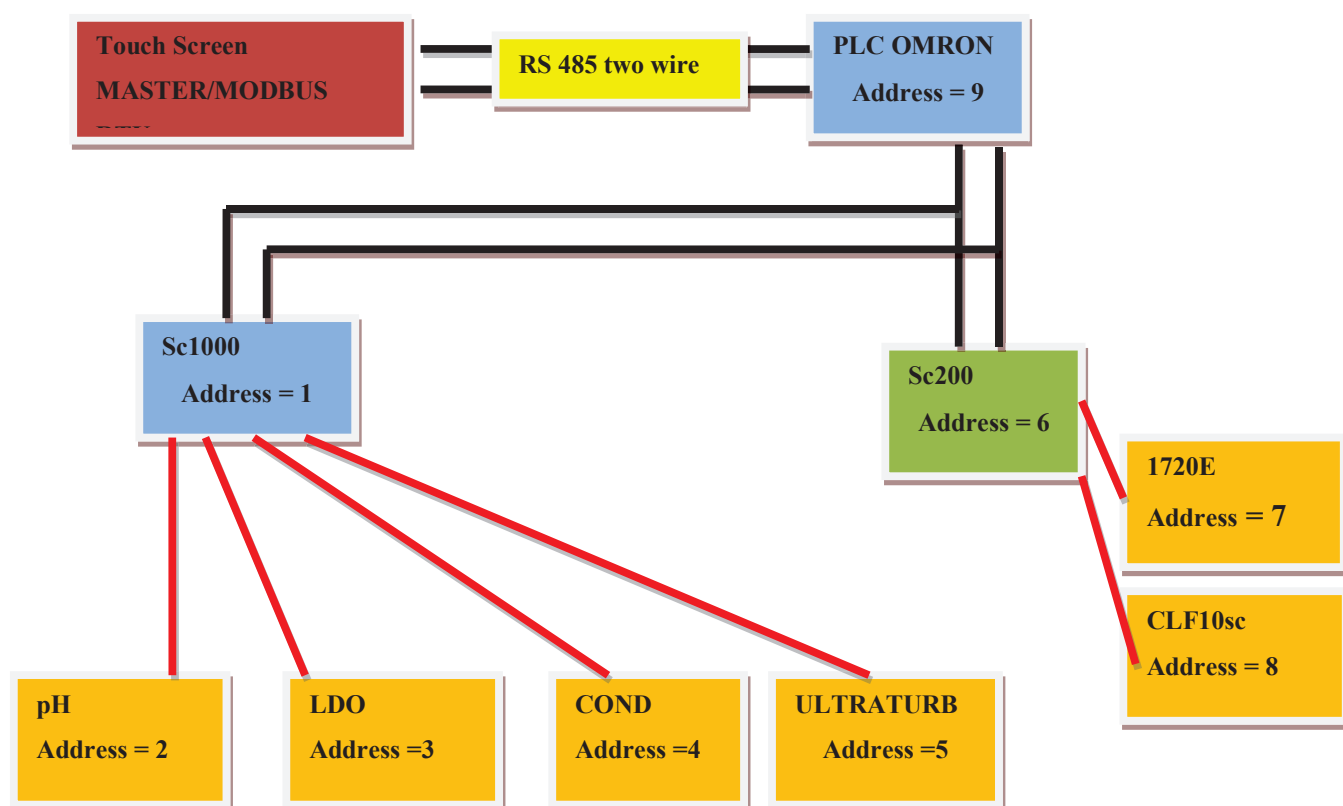 Touch Screen
MASTER/MODBUS
RS 485 two wire
PLC OMRON
Address = 9
Sc1000
Address = 1
Sc200
Address = 6
1720E
Address = 7
CLF10sc
Address = 8
pH
Address = 2
LDO
Address =3
COND
Address =4
ULTRATURB
Address =5